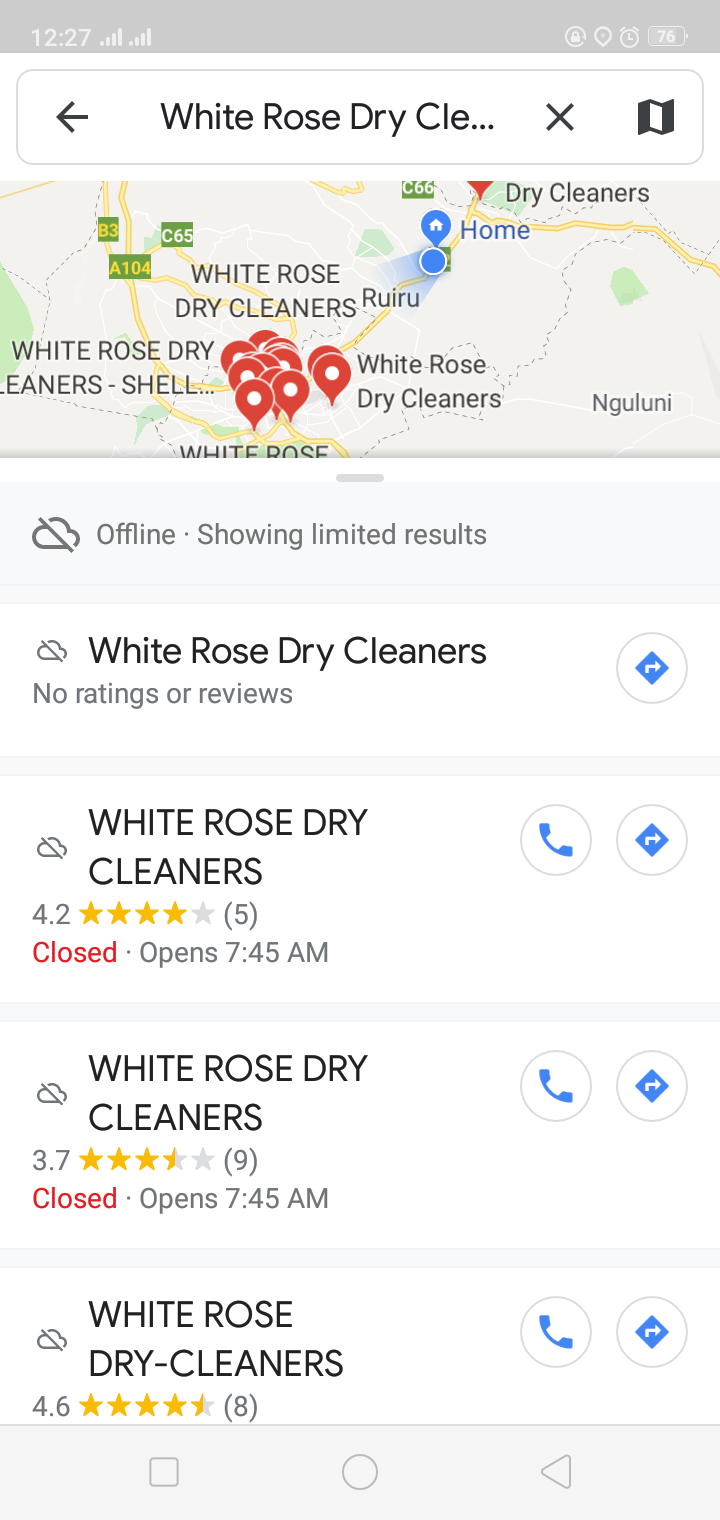 12:27
76
White Rose Dry Cle...
C66
Dry Cleaners
B3
C65
Home
A104
WHITE ROSE
DRY CLEANERS
Ruiru
WHITE ROSE DRY
LEANERS - SHELL...
White Rose
Dry Cleaners
Nguluni
WHITE ROSE
Offline · Showing limited results
White Rose Dry Cleaners
No ratings or reviews
WHITE ROSE DRY
CLEANERS
4.2 (5)
Closed · Opens 7:45 AM
WHITE ROSE DRY
CLEANERS
3.7 (9)
Closed · Opens 7:45 AM
WHITE ROSE
DRY-CLEANERS
4.6 (8)